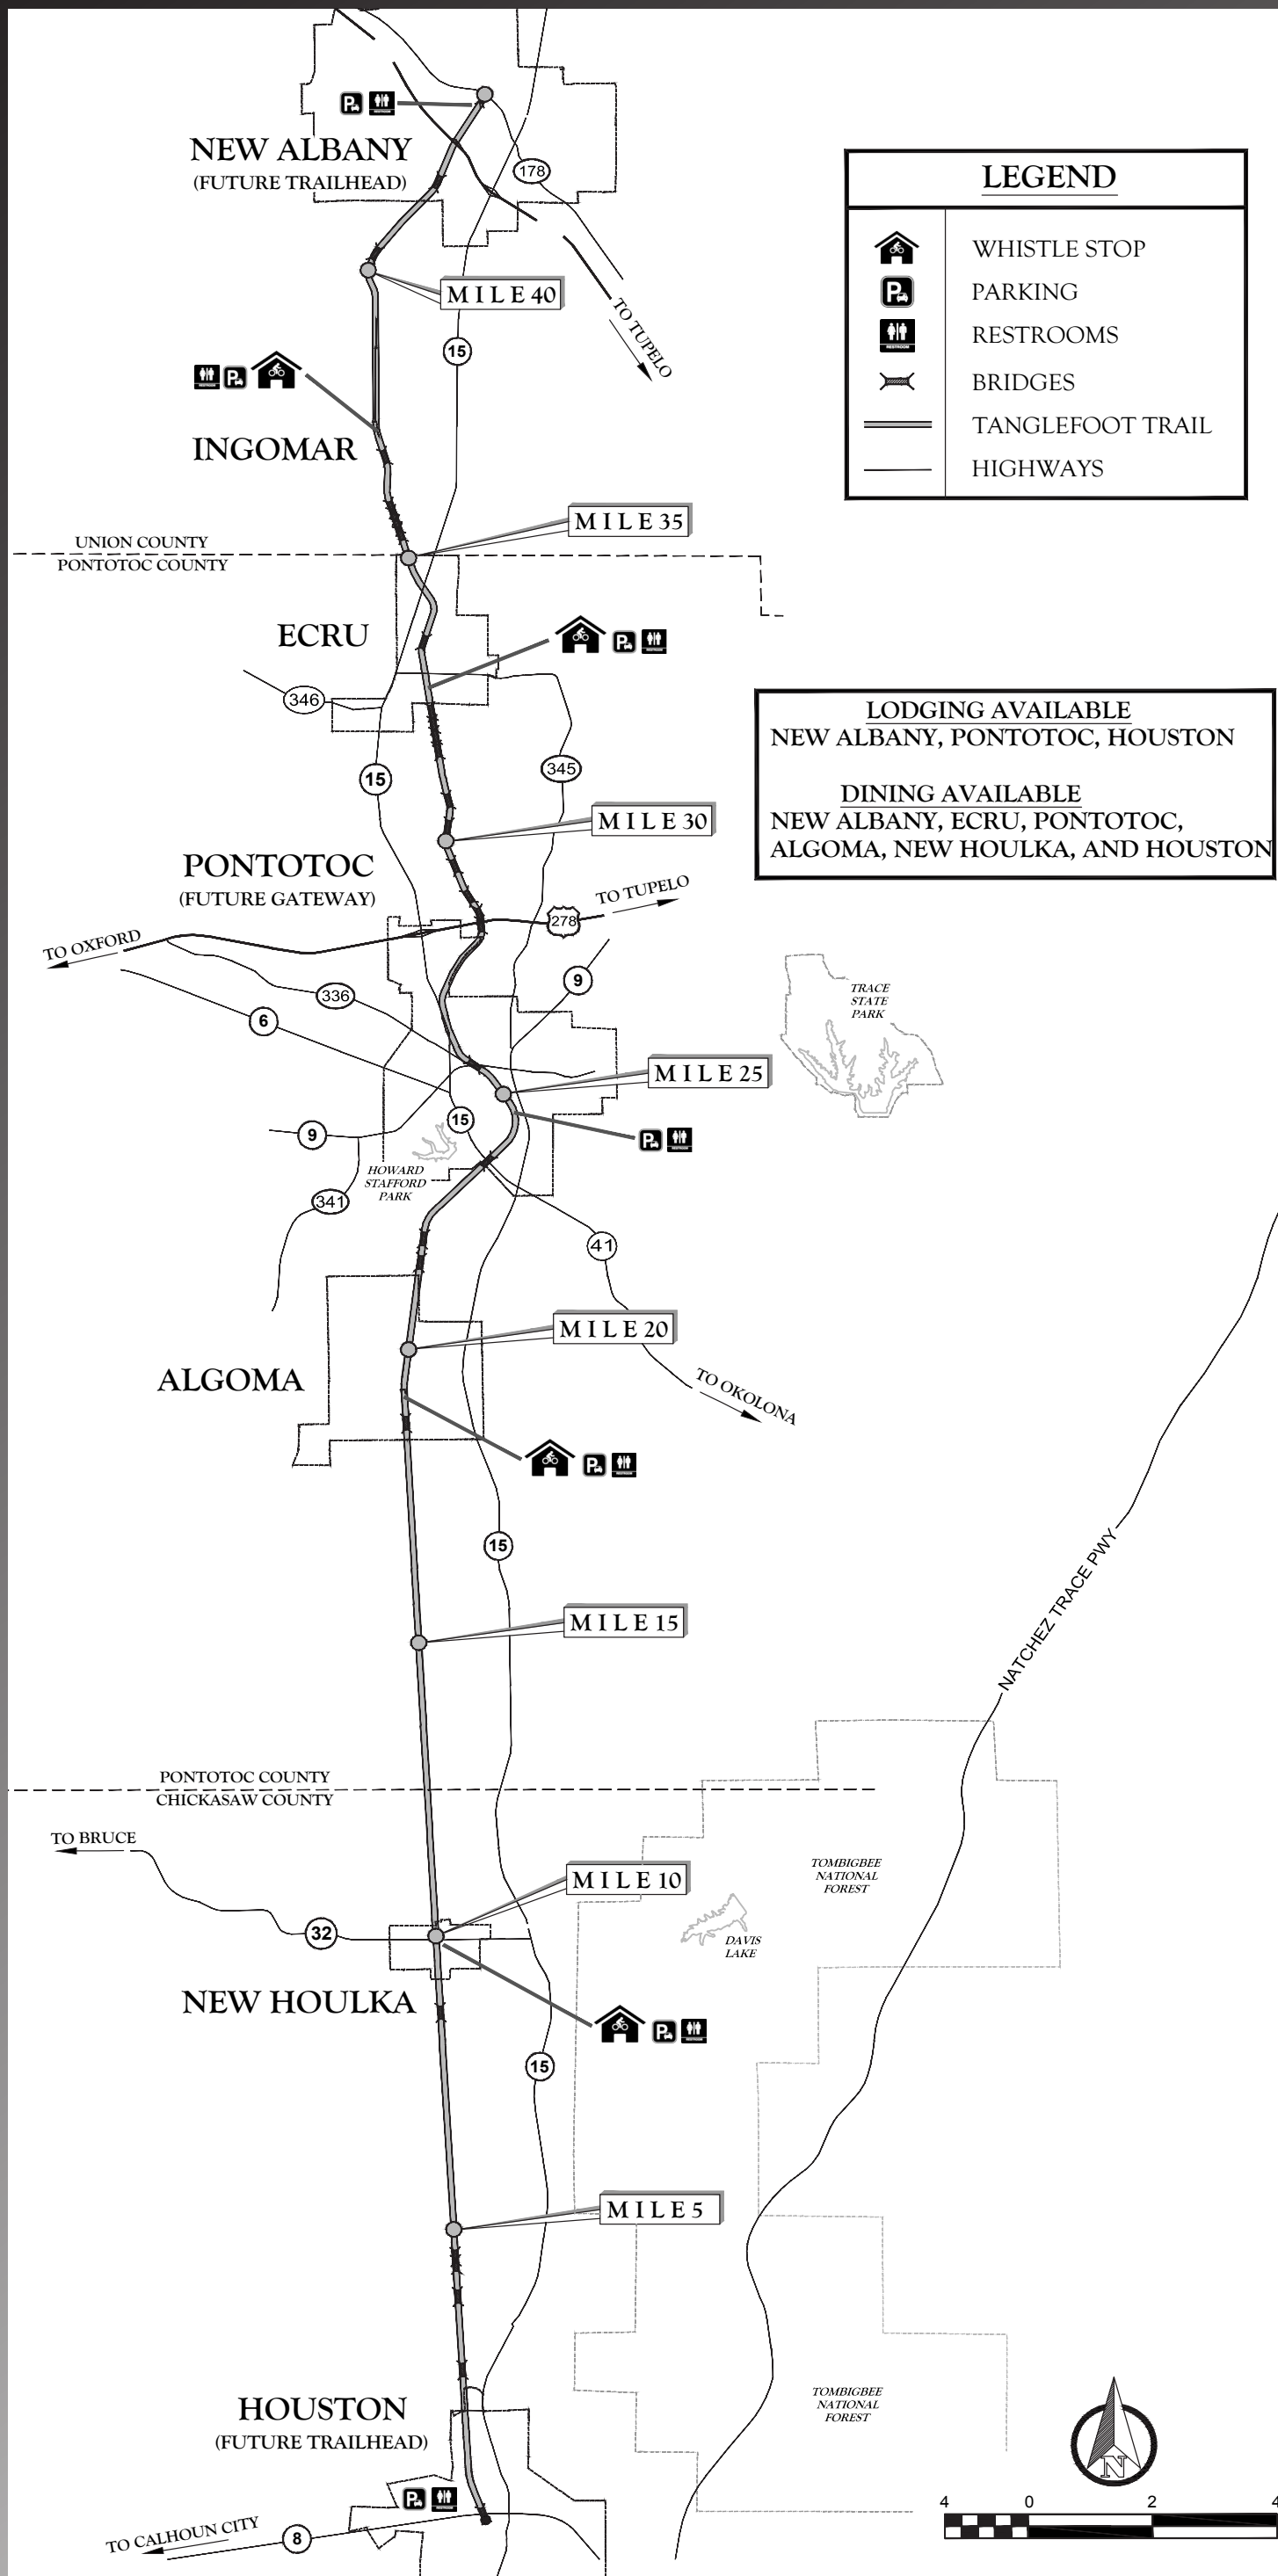 NEW ALBANY
(FUTURE TRAILHEAD)
178
MILE 40
TO TUPELO
15
LEGEND
WHISTLE STOP
PARKING
RESTROOMS
BRIDGES
TANGLEFOOT TRAIL
HIGHWAYS
INGOMAR
MILE 35
UNION COUNTY
PONTOTOC COUNTY
ECRU
346
15
345
LODGING AVAILABLE
NEW ALBANY, PONTOTOC, HOUSTON
DINING AVAILABLE
NEW ALBANY, ECRU, PONTOTOC,
ALGOMA, NEW HOULKA, AND HOUSTON
MILE 30
PONTOTOC
(FUTURE GATEWAY)
TO TUPELO
278
TO OXFORD
9
336
6
TRACE
STATE
PARK
MILE 25
15
9
HOWARD
STAFFORD
PARK
341
41
MILE 20
ALGOMA
TO OKOLONA
15
NATCHEZ TRACE PWY
MILE 15
PONTOTOC COUNTY
CHICKASAW COUNTY
TO BRUCE
MILE 10
TOMBIGBEE
NATIONAL
FOREST
32
DAVIS
LAKE
NEW HOULKA
15
MILE 5
HOUSTON
(FUTURE TRAILHEAD)
TOMBIGBEE
NATIONAL
FOREST
N
TO CALHOUN CITY
8
4 0 2 4